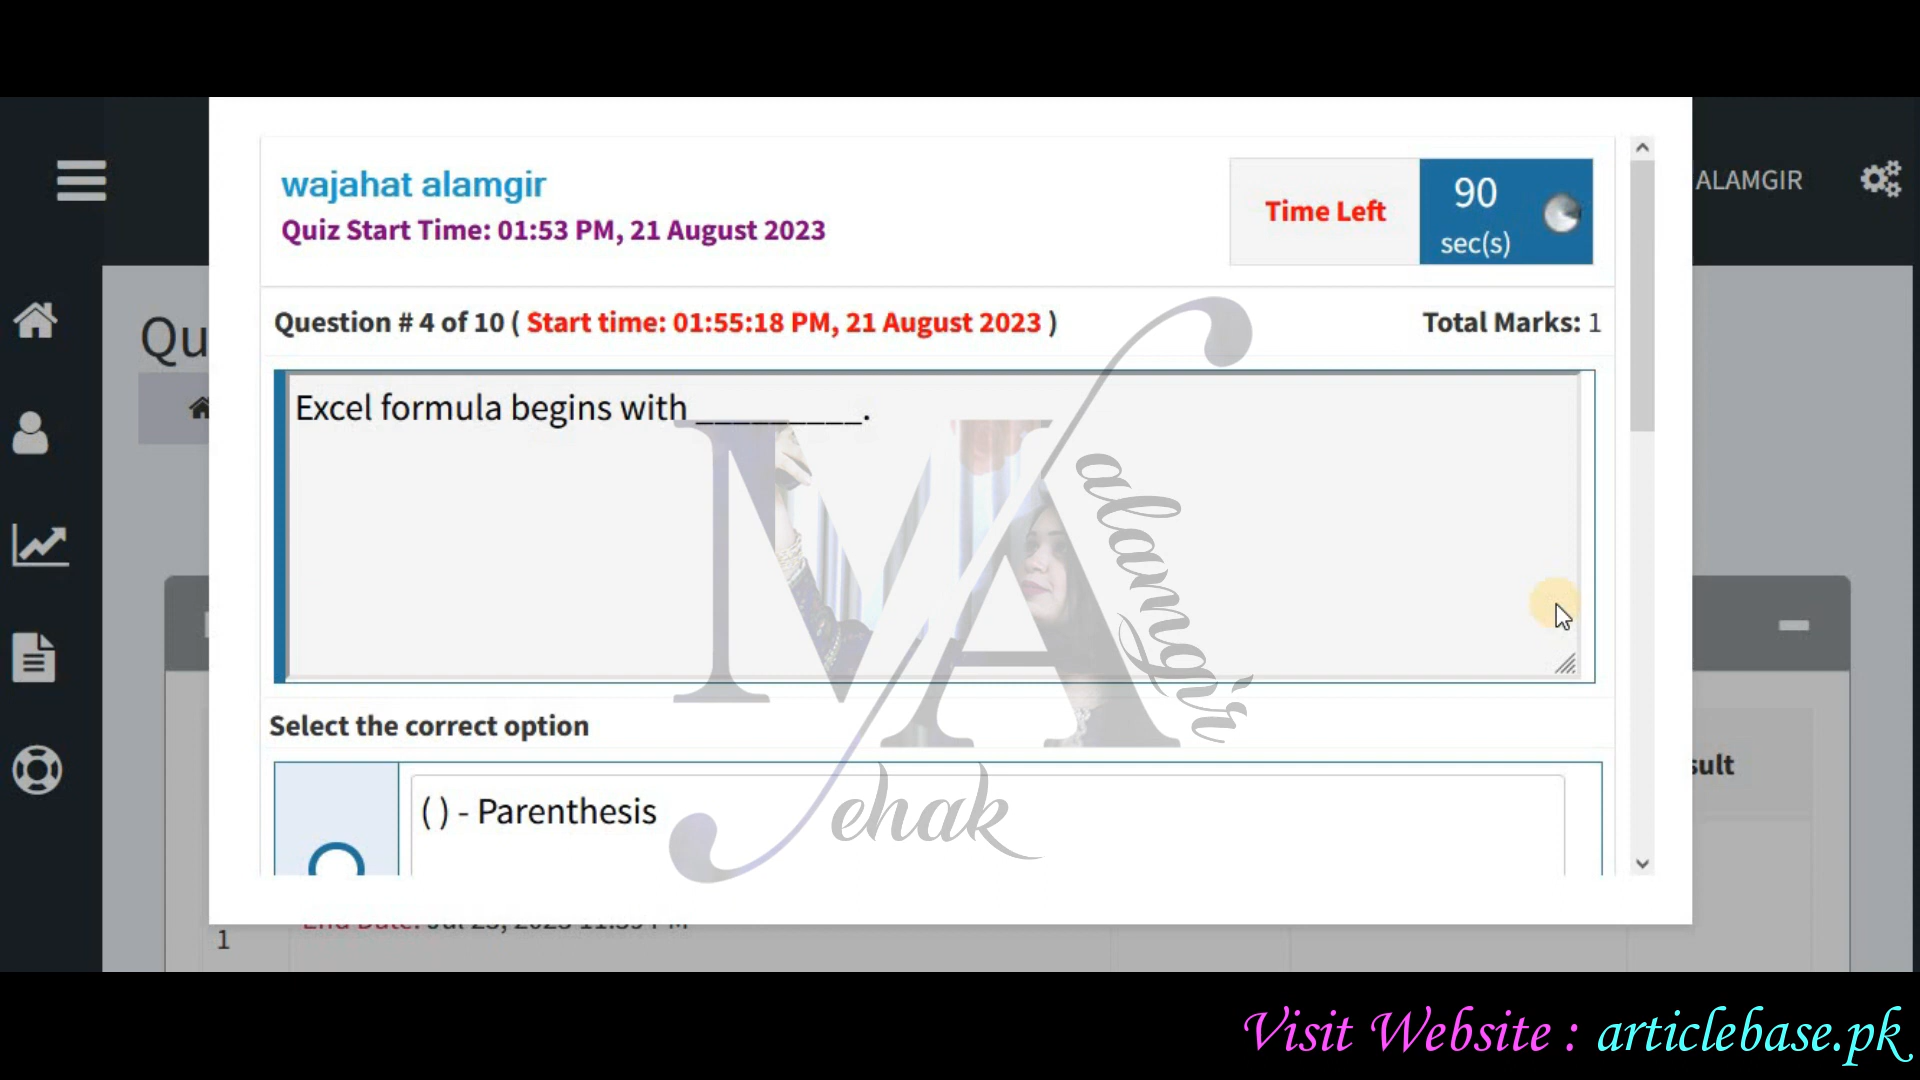 wajahat alamgir
Quiz Start Time: 01:53 PM, 21 August 2023
Time Left
90
sec(s)
ALAMGIR
Question # 4 of 10 ( Start time: 01:55:18 PM, 21 August 2023 )
Total Marks: 1
Qu
Excel formula begins with _________.
alamgir
Select the correct option
sult
( ) - Parenthesis
MA
ehak
1
Visit Website : articlebase.pk